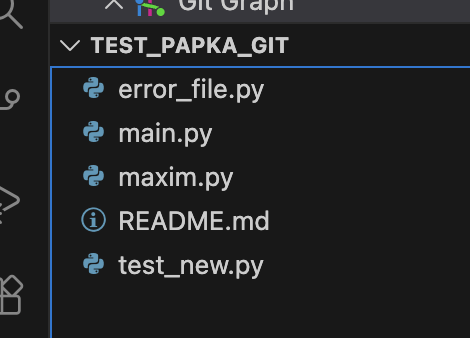 Git Graph
TEST_PAPKA_GIT
error_file.py
main.py
maxim.py
README.md
test_new.py